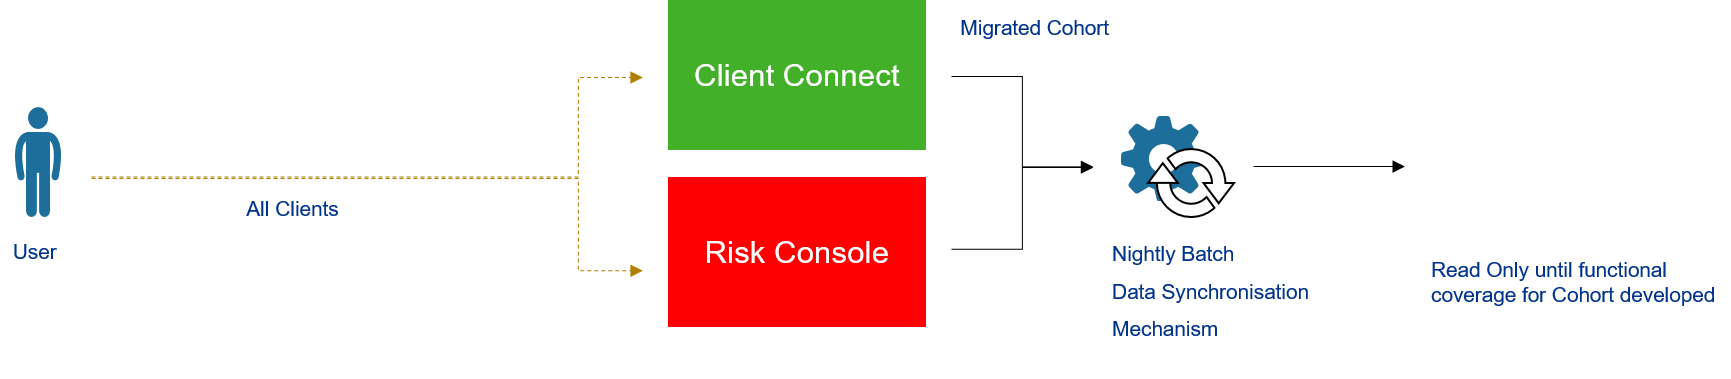 Migrated Cohort
Client Connect
All Clients
User
Risk Console
Nightly Batch
Data Synchronisation
Mechanism
Read Only until functional
coverage for Cohort developed